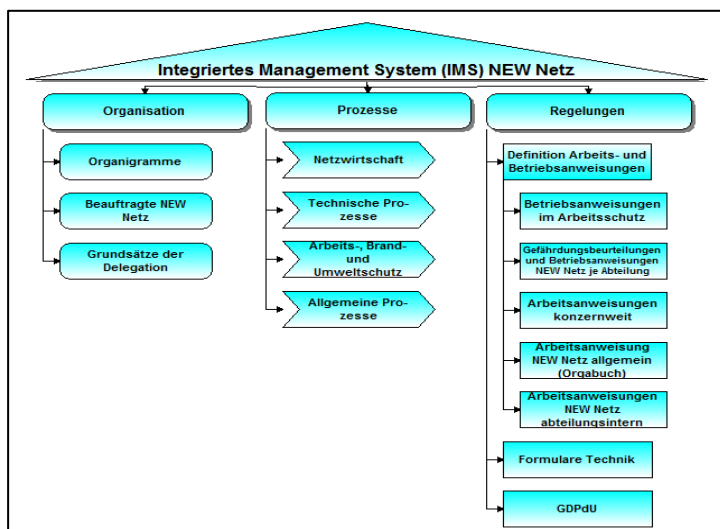 Integriertes Management System (IMS) NEW Netz
Organisation
Organigramme
Beauftragte NEW
Netz
Grundsätze der
Delegation
Prozesse
Netzwirtschaft
Technische Pro-
zesse
Arbeits-, Brand-
und
Umweltschutz
Allgemeine Pro-
zesse
Regelungen
Definition Arbeits- und
Betriebsanweisungen
Betriebsanweisungen
im Arbeitsschutz
Gefährdungsbeurteilungen
und Betriebsanweisungen
NEW Netz je Abteilung
Arbeitsanweisungen
konzernweit
Arbeitsanweisung
NEW Netz allgemein
(Orgabuch)
Arbeitsanweisungen
NEW Netz
abteilungsintern
Formulare Technik
GDPdU